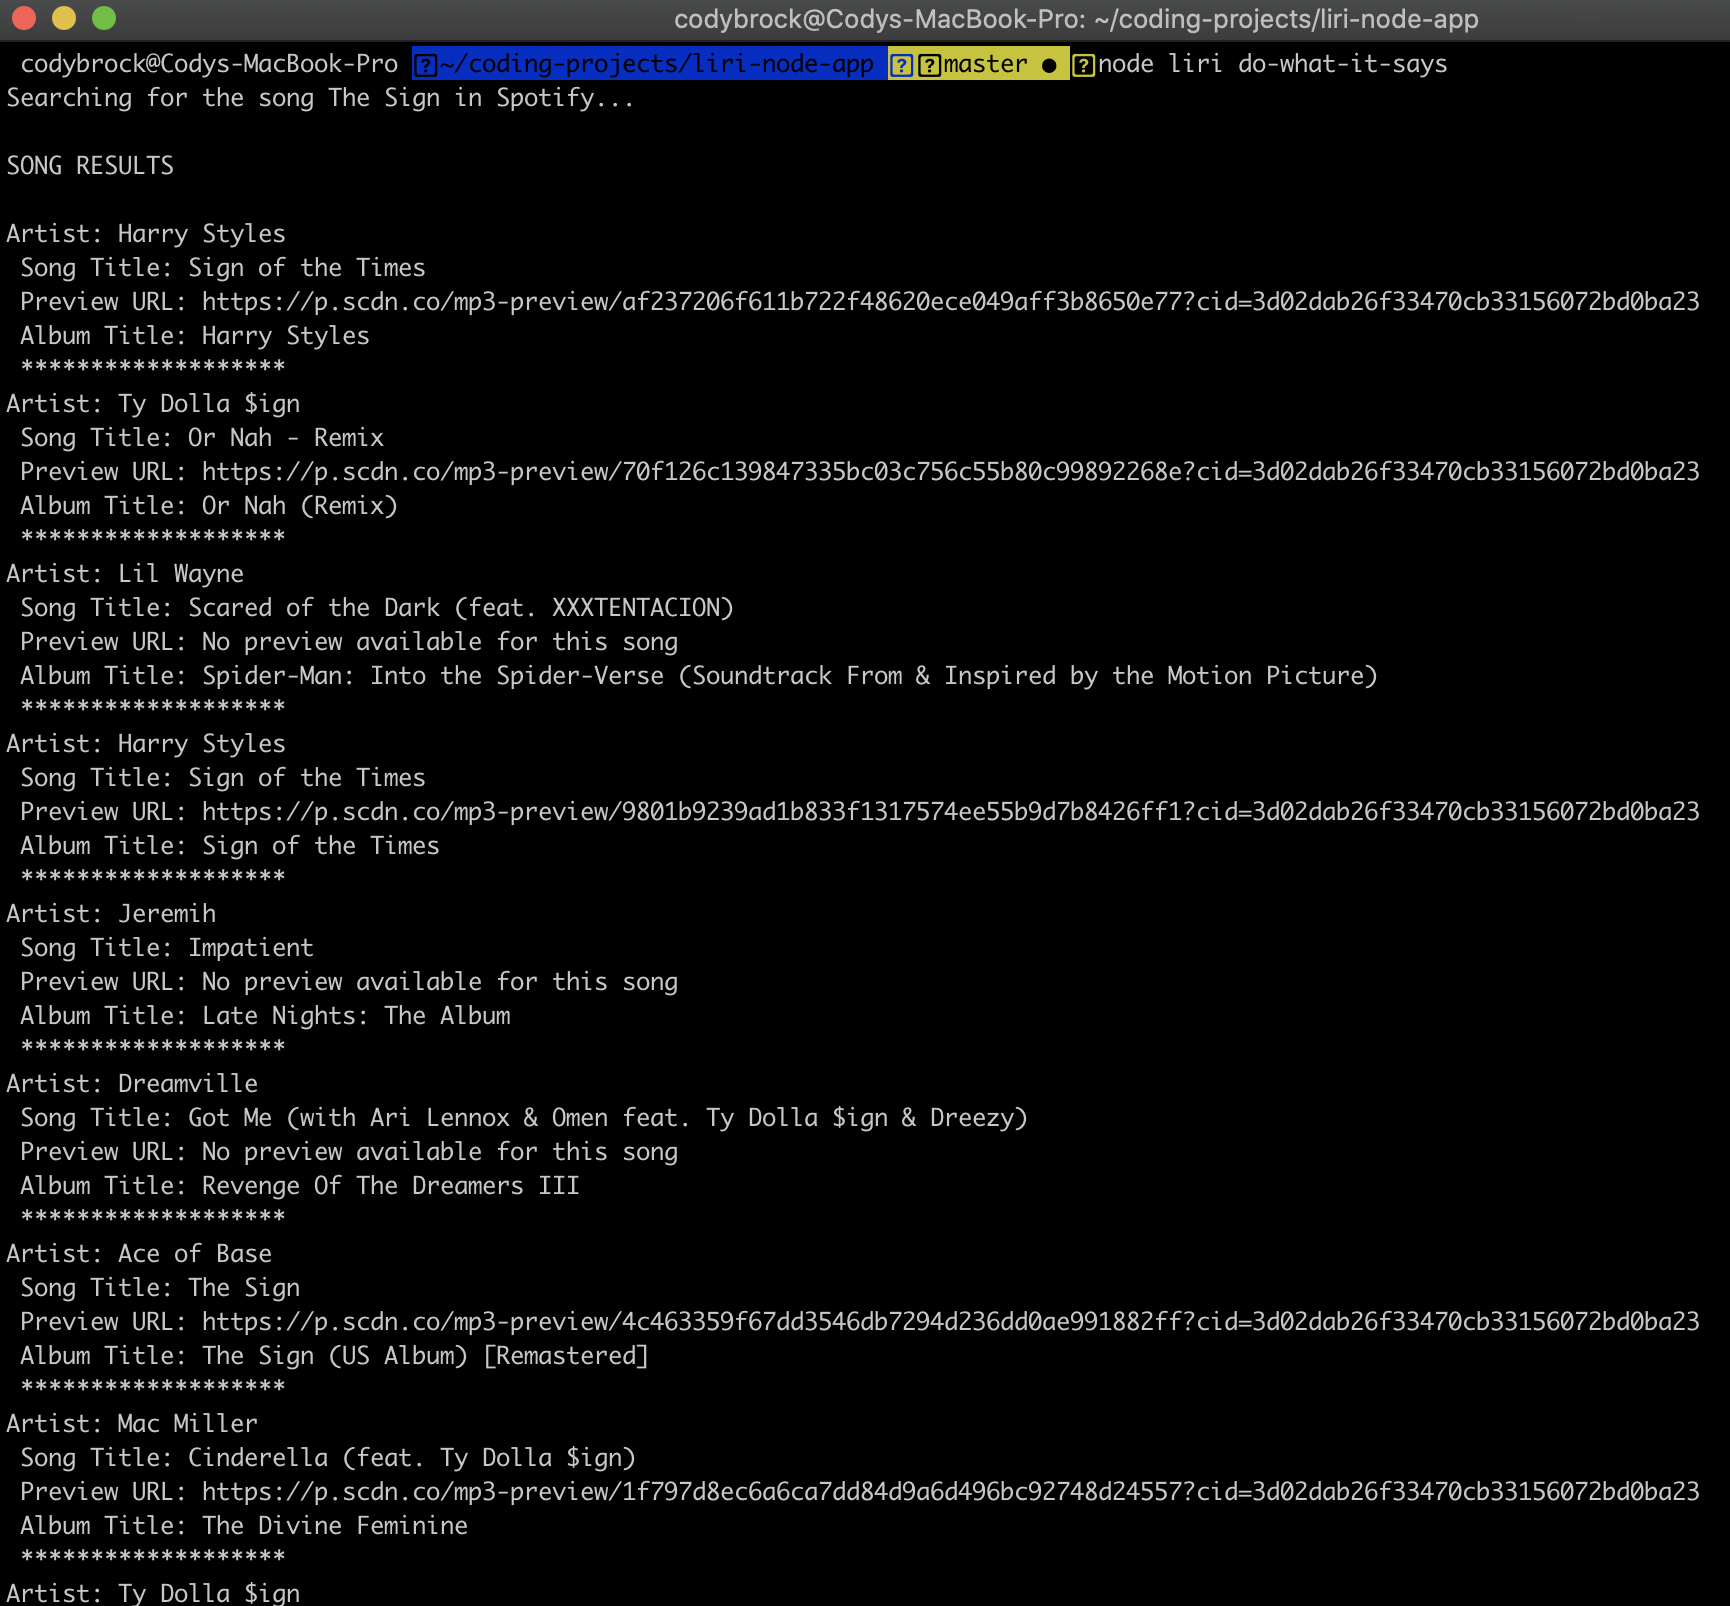 codybrock@Codys-MacBook-Pro: ~/coding-projects/liri-node-app
codybrock@Codys-MacBook-Pro ~/coding-projects/liri-node-app master ● node liri do-what-it-says
Searching for the song The Sign in Spotify...
SONG RESULTS
Artist: Harry Styles
Song Title: Sign of the Times
Preview URL: https://p.scdn.co/mp3-preview/af237206f611b722f48620ece049aff3b8650e77?cid=3d02dab26f33470cb33156072bd0ba23
Album Title: Harry Styles
*******************
Artist: Ty Dolla $ign
Song Title: Or Nah - Remix
Preview URL: https://p.scdn.co/mp3-preview/70f126c139847335bc03c756c55b80c99892268e?cid=3d02dab26f33470cb33156072bd0ba23
Album Title: Or Nah (Remix)
*******************
Artist: Lil Wayne
Song Title: Scared of the Dark (feat. XXXTENTACION)
Preview URL: No preview available for this song
Album Title: Spider-Man: Into the Spider-Verse (Soundtrack From & Inspired by the Motion Picture)
*******************
Artist: Harry Styles
Song Title: Sign of the Times
Preview URL: https://p.scdn.co/mp3-preview/9801b9239ad1b833f1317574ee55b9d7b8426ff1?cid=3d02dab26f33470cb33156072bd0ba23
Album Title: Sign of the Times
*******************
Artist: Jeremih
Song Title: Impatient
Preview URL: No preview available for this song
Album Title: Late Nights: The Album
*******************
Artist: Dreamville
Song Title: Got Me (with Ari Lennox & Omen feat. Ty Dolla $ign & Dreezy)
Preview URL: No preview available for this song
Album Title: Revenge Of The Dreamers III
*******************
Artist: Ace of Base
Song Title: The Sign
Preview URL: https://p.scdn.co/mp3-preview/4c463359f67dd3546db7294d236dd0ae991882ff?cid=3d02dab26f33470cb33156072bd0ba23
Album Title: The Sign (US Album) [Remastered]
*******************
Artist: Mac Miller
Song Title: Cinderella (feat. Ty Dolla $ign)
Preview URL: https://p.scdn.co/mp3-preview/1f797d8ec6a6ca7dd84d9a6d496bc92748d24557?cid=3d02dab26f33470cb33156072bd0ba23
Album Title: The Divine Feminine
*******************
Artist: Ty Dolla $ign